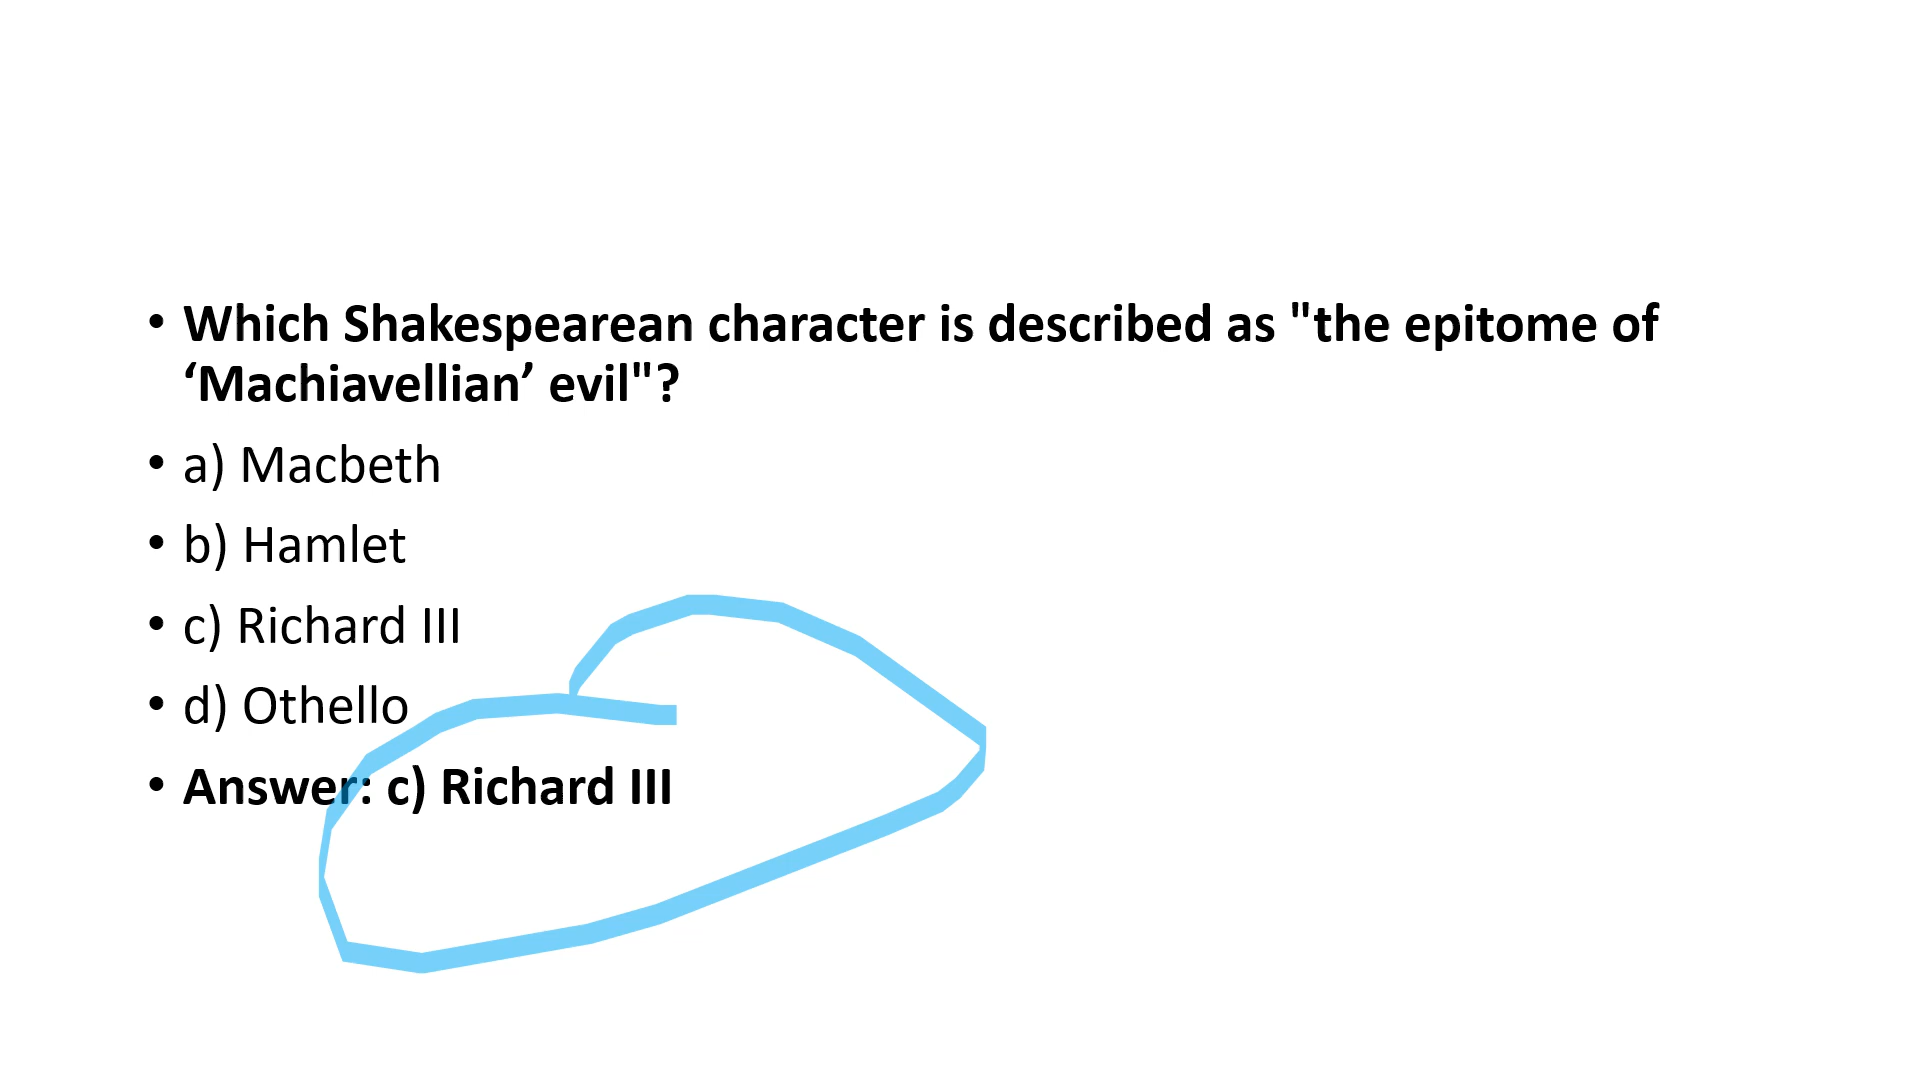 • Which Shakespearean character is described as "the epitome of
‘Machiavellian’ evil"?
• a) Macbeth
• b) Hamlet
• c) Richard III
• d) Othello
• Answer: c) Richard III